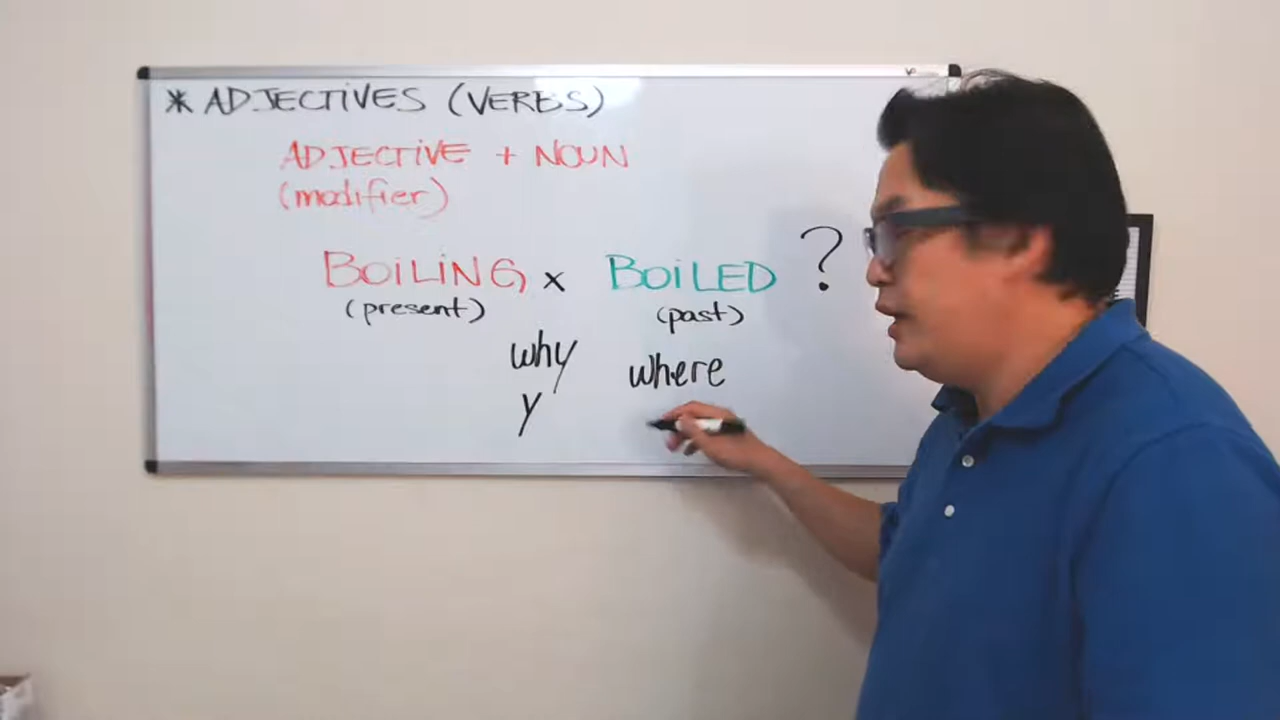 * ADJECTIVES (VERBS)
ADJECTIVE + NOUN
(modifier)
BOILING x BOILED ?
(present) (past)
why where
y